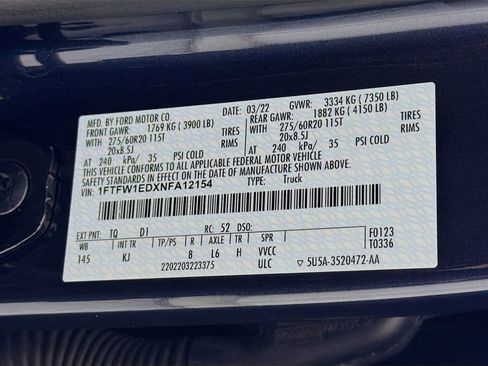 MFD. BY FORD MOTOR CO.
DATE: 03/22 GVWR: 3334 KG ( 7350 LB)
FRONT GAWR: 1769 KG ( 3900 LB) REAR GAWR: 1882 KG ( 4150 LB)
WITH 275/60R20 115T TIRES WITH 275/60R20 115T TIRES
20x8.5J RIMS 20x8.5J RIMS
AT 240 kPa/ 35 PSI COLD AT 240 kPa/ 35 PSI COLD
THIS VEHICLE CONFORMS TO ALL APPLICABLE FEDERAL MOTOR VEHICLE
SAFETY STANDARDS IN EFFECT ON THE DATE OF MANUFACTURE SHOWN ABOVE.
VIN: 1FTFW1EDXNFA12154 TYPE: Truck
EXT PNT: TQ RC: 52 DSO: F0123
WB INT TR TP/PS R AXLE TR SPR T0336
145 KJ 8 L6 H VVCC
2202203223375 ULC ▽ 5U5A-3520472-AA